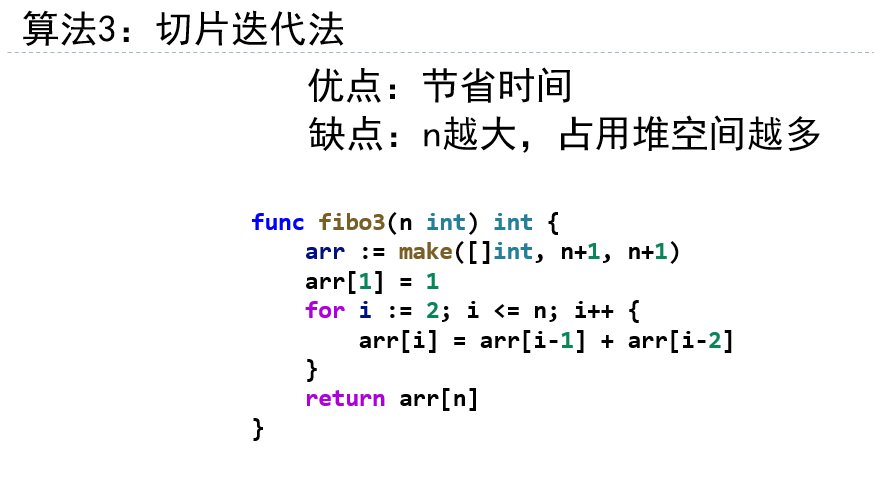 算法3：切片迭代法
优点：节省时间
缺点：n越大，占用堆空间越多
func fibo3(n int) int {
    arr := make([]int, n+1, n+1)
    arr[1] = 1
    for i := 2; i <= n; i++ {
        arr[i] = arr[i-1] + arr[i-2]
    }
    return arr[n]
}